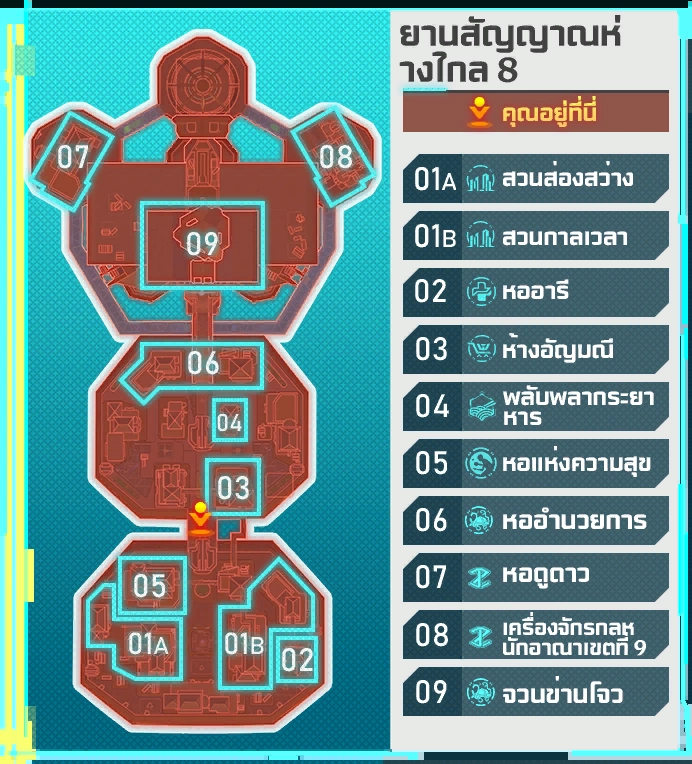 ยานสัญญาณห่
างไกล 8
คุณอยู่ที่นี่
01A สวนส่องสว่าง
01B สวนกาลเวลา
02 หออารี
03 ห้างอัญมณี
04 พลับพลากระยา
หาร
05 หอแห่งความสุข
06 หออำนวยการ
07 หอดูดาว
08 เครื่องจักรกลห
นักอาณาเขตที่ 9
09 จวนข่านโจว
07
08
09
06
04
03
05
01A
01B
02